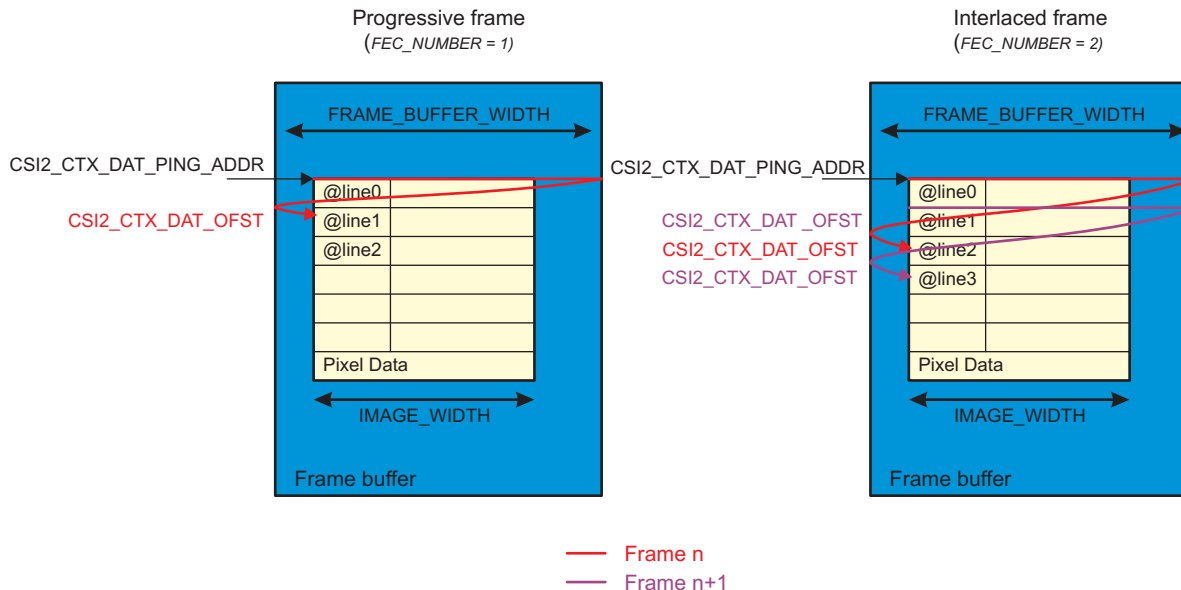 Progressive frame
(FEC_NUMBER = 1)
FRAME_BUFFER_WIDTH
CSI2_CTX_DAT_PING_ADDR
@line0
CSI2_CTX_DAT_OFST
@line1
@line2
Pixel Data
IMAGE_WIDTH
Frame buffer
Interlaced frame
(FEC_NUMBER = 2)
FRAME_BUFFER_WIDTH
CSI2_CTX_DAT_PING_ADDR
@line0
CSI2_CTX_DAT _OFST
@line1
CSI2_CTX_DAT_OFST
@line2
CSI2_CTX_DAT_OFST
@line3
Pixel Data
IMAGE_WIDTH
Frame buffer
Frame n
Frame n+1